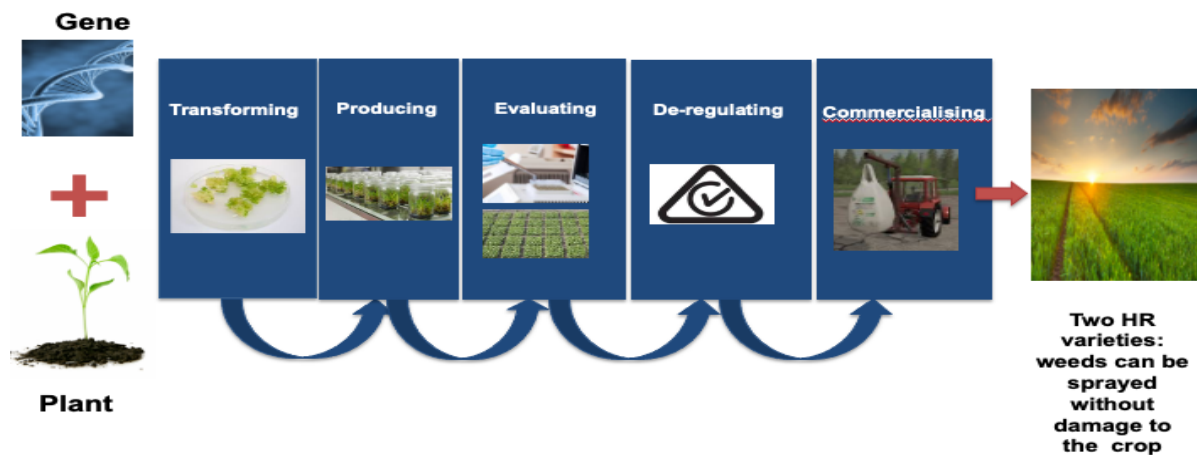 Gene
Plant
Transforming
Producing
Evaluating
De-regulating
Commercialising
Two HR
varieties:
weeds can be
sprayed
without
damage to
the crop